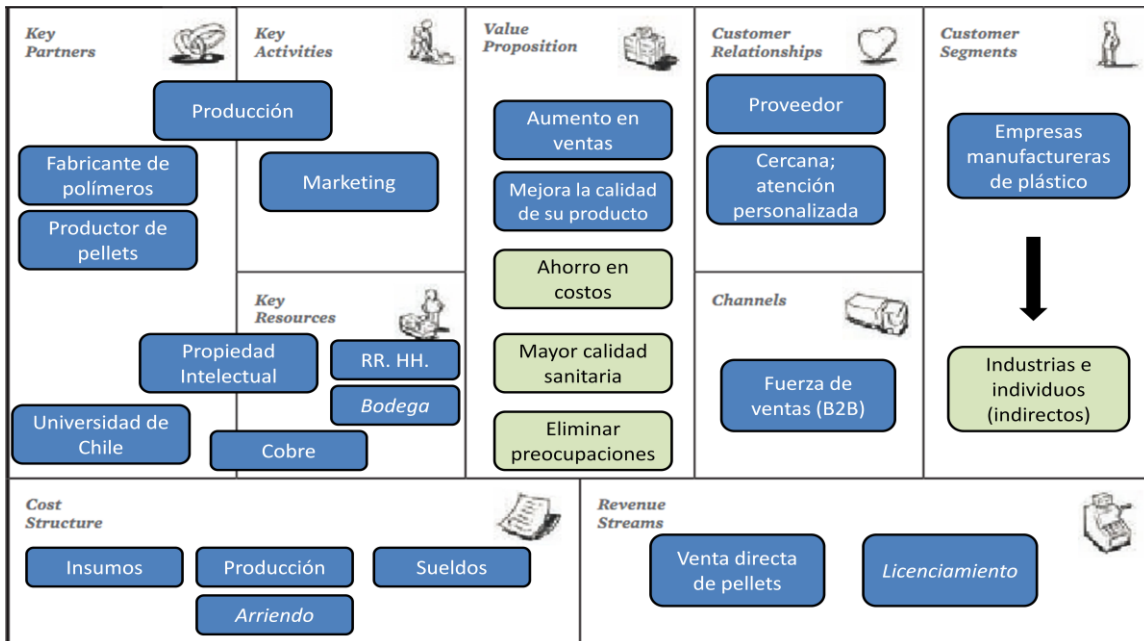 Key
Partners
Producción
Fabricante de
polímeros
Productor de
pellets
Universidad de
Chile
Key
Activities
Marketing
Key
Resources
Propiedad
Intelectual
RR. HH.
Bodega
Cobre
Value
Proposition
Aumento en
ventas
Mejora la calidad
de su producto
Ahorro en
costos
Mayor calidad
sanitaria
Eliminar
preocupaciones
Customer
Relationships
Proveedor
Cercana;
atención
personalizada
Channels
Fuerza de
ventas (B2B)
Customer
Segments
Empresas
manufactureras
de plástico
Industrias e
individuos
(indirectos)
Cost
Structure
Insumos
Producción
Sueldos
Arriendo
Revenue
Streams
Venta directa
de pellets
Licenciamiento